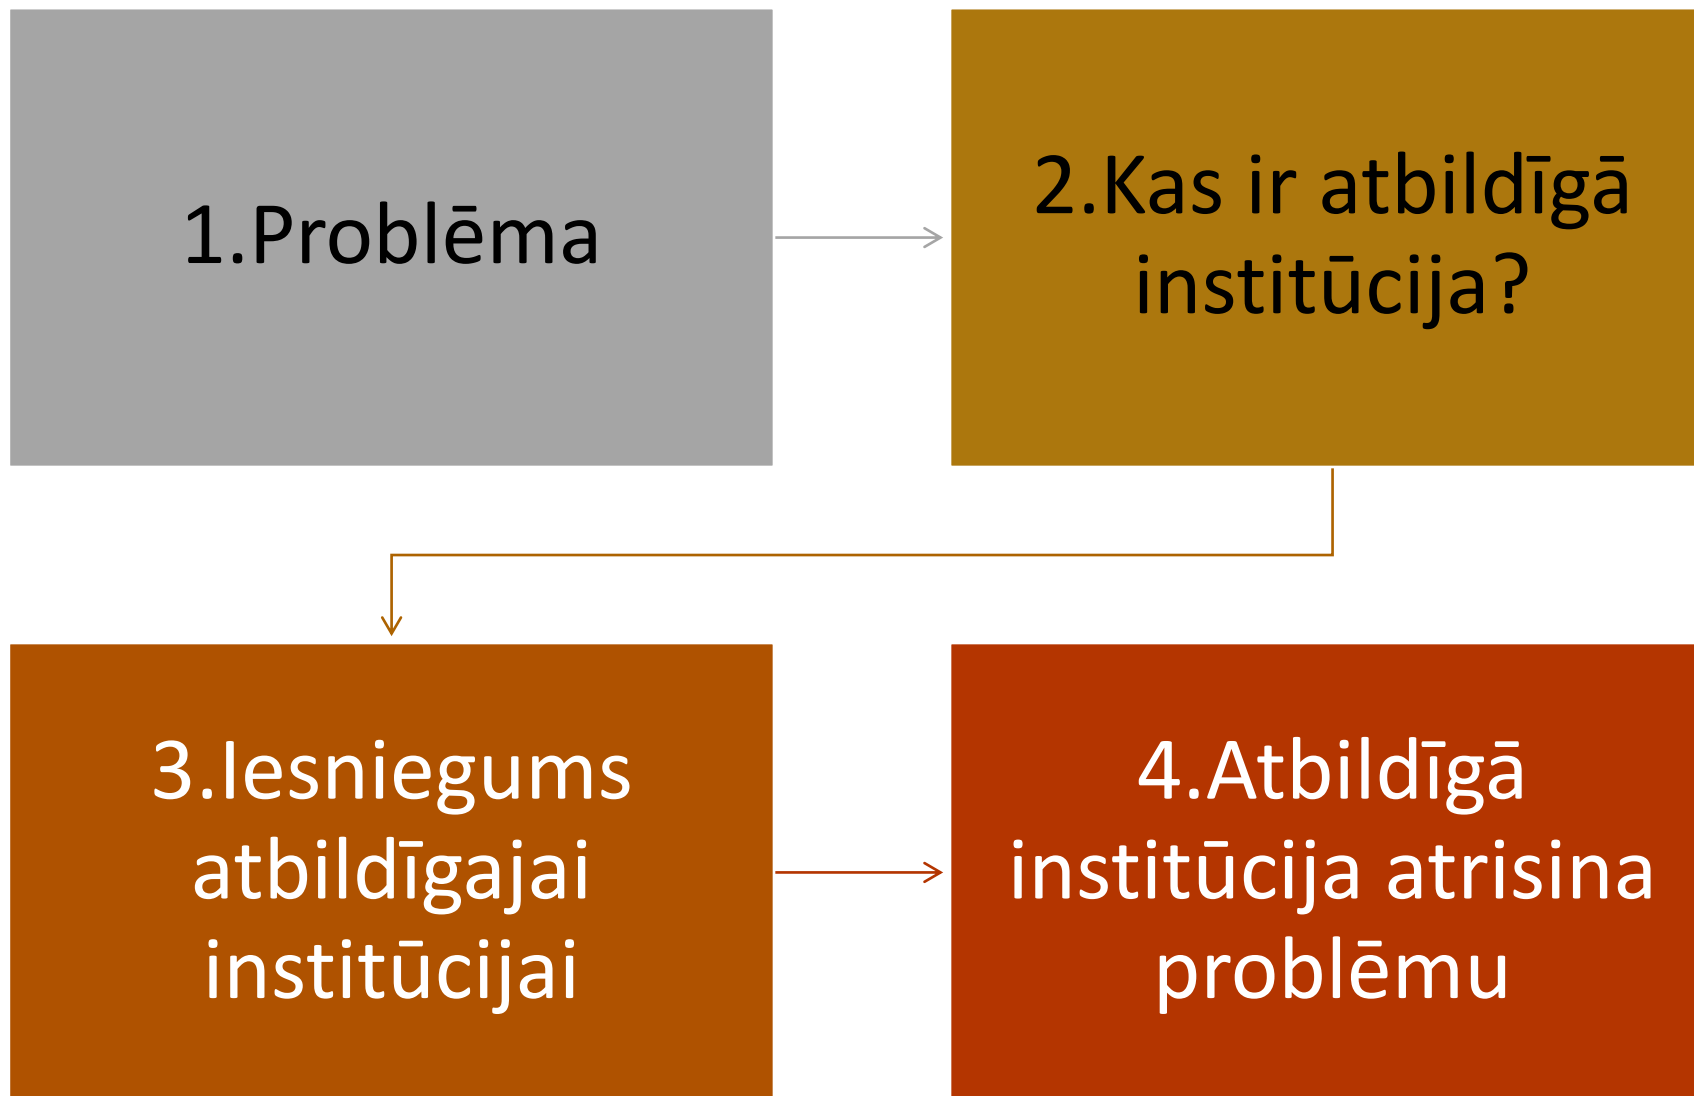 1.Problēma
2.Kas ir atbildīgā
institūcija?
3.Iesniegums
atbildīgajai
institūcijai
4.Atbildīgā
institūcija atrisina
problēmu